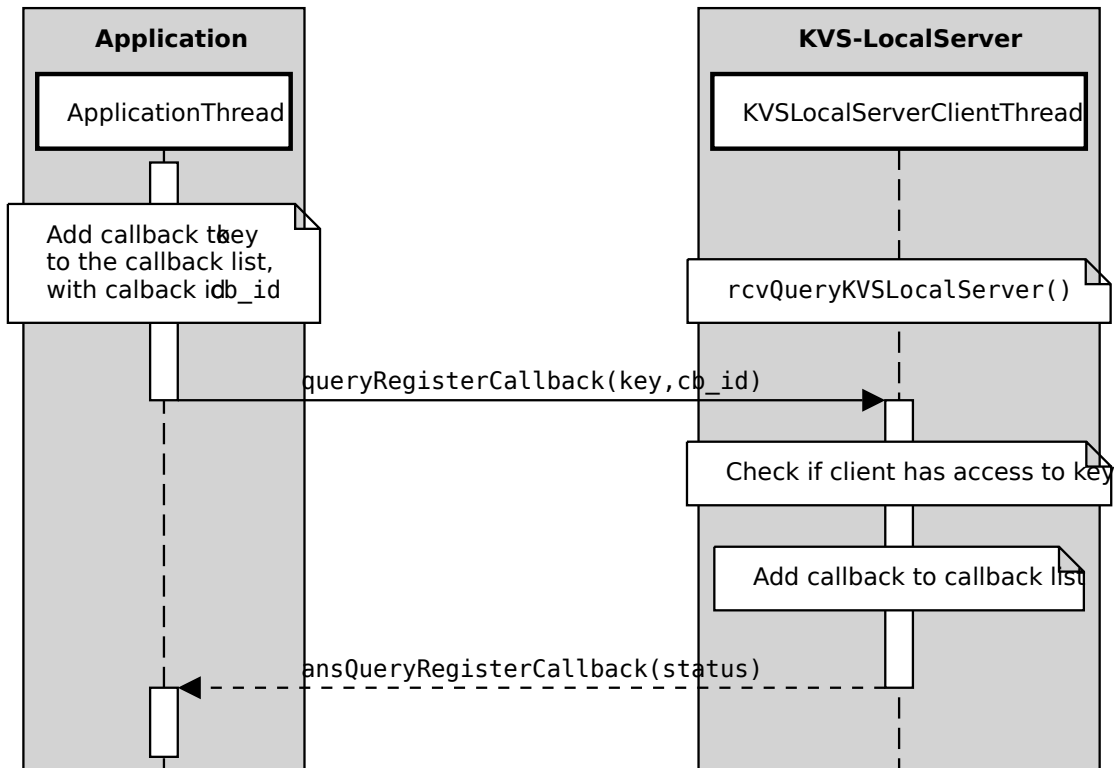 Application
KVS-LocalServer
ApplicationThread
KVSLocalServerClientThread
Add callback to key
to the callback list,
with calback id cb_id
rcvQueryKVSLocalServer()
queryRegisterCallback(key,cb_id)
Check if client has access to key
Add callback to callback list
ansQueryRegisterCallback(status)